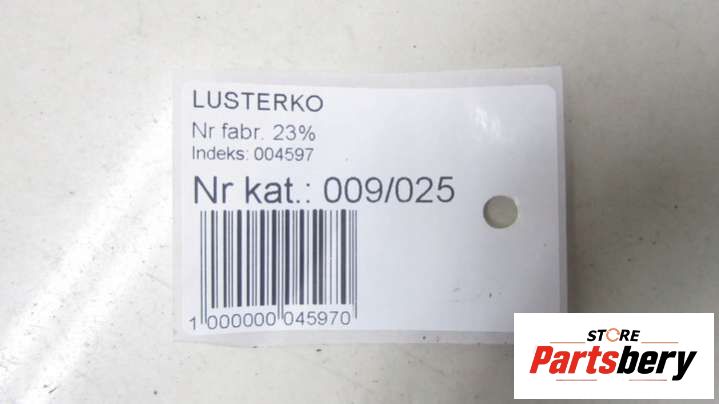 LUSTERKO
Nr fabr. 23%
Indeks: 004597
Nr kat.: 009/025
1 000000 045970
STORE
Partsbery